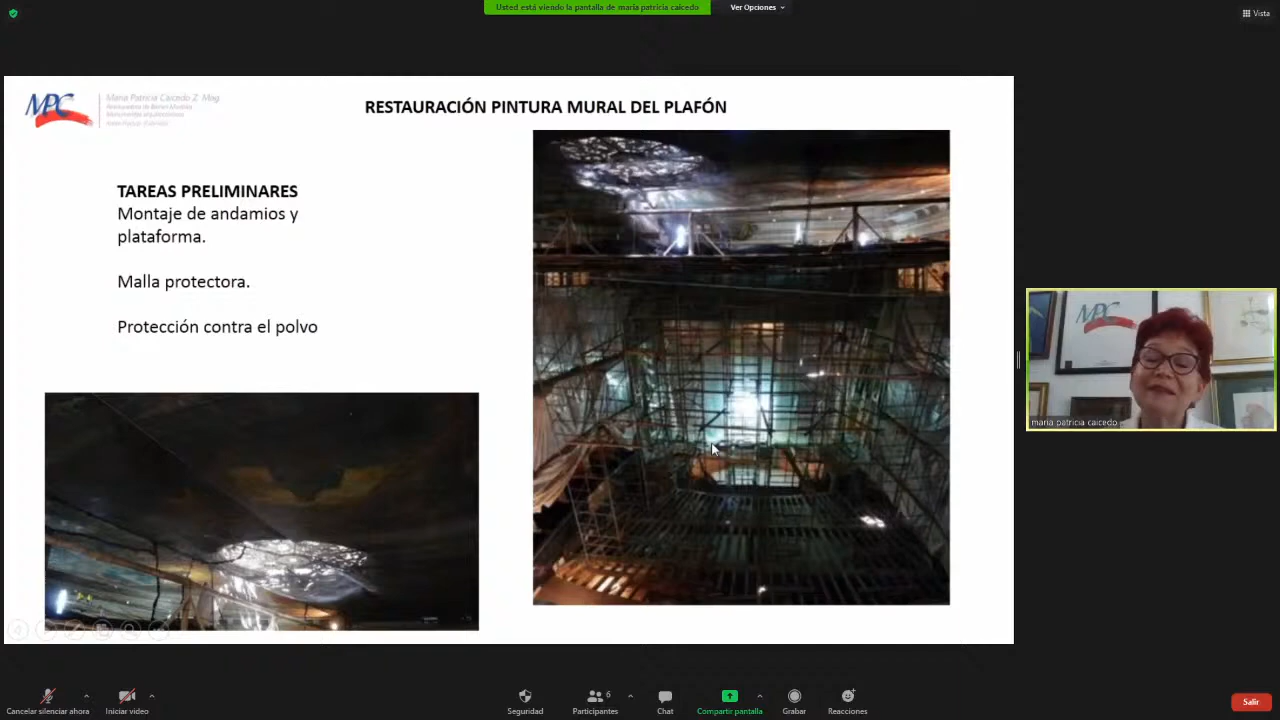 Usted está viendo la pantalla de maria patricia caicedo
Ver Opciones
Vista
MPC
Maria Patricia Caicedo Z. Mag.
RESTAURACIÓN PINTURA MURAL DEL PLAFÓN
TAREAS PRELIMINARES
Montaje de andamios y
plataforma.
Malla protectora.
Protección contra el polvo
MPC
maria patricia caicedo
Cancelar silenciar ahora
Iniciar video
Seguridad
6
Participantes
Chat
Compartir pantalla
Grabar
Reacciones
Salir